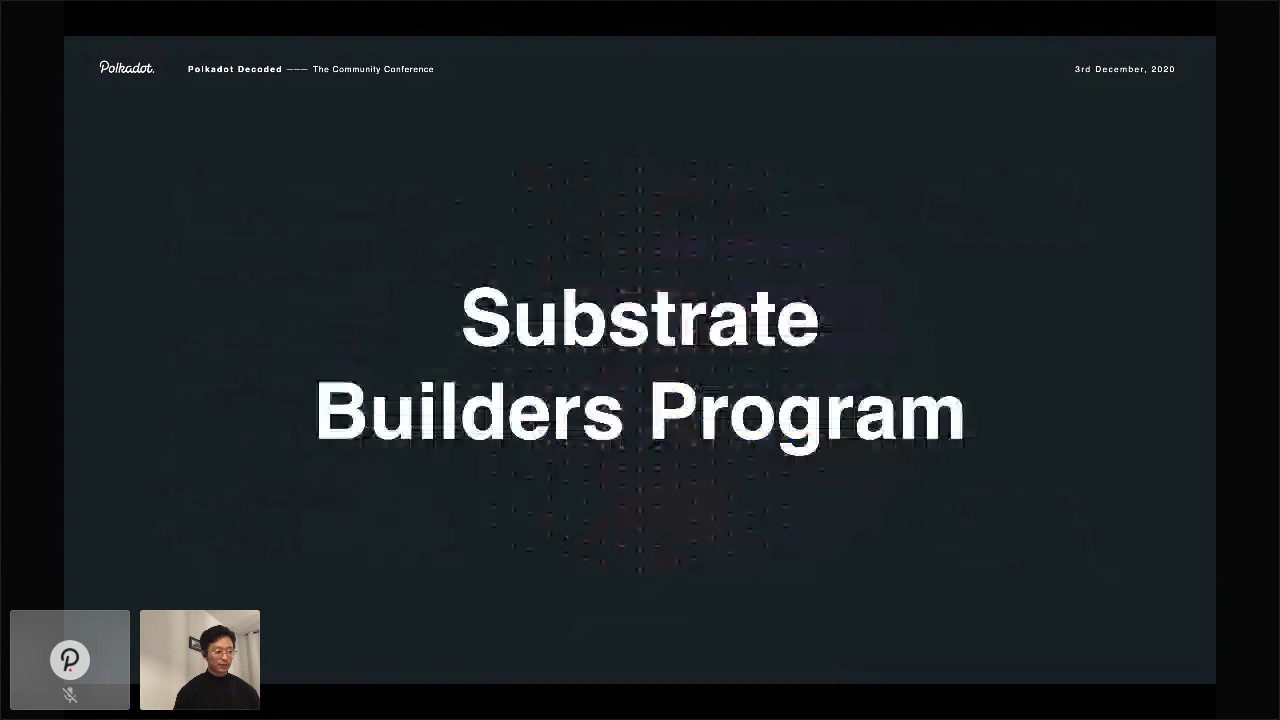 Polkadot. Polkadot Decoded ─── The Community Conference 3rd December, 2020
Substrate
Builders Program